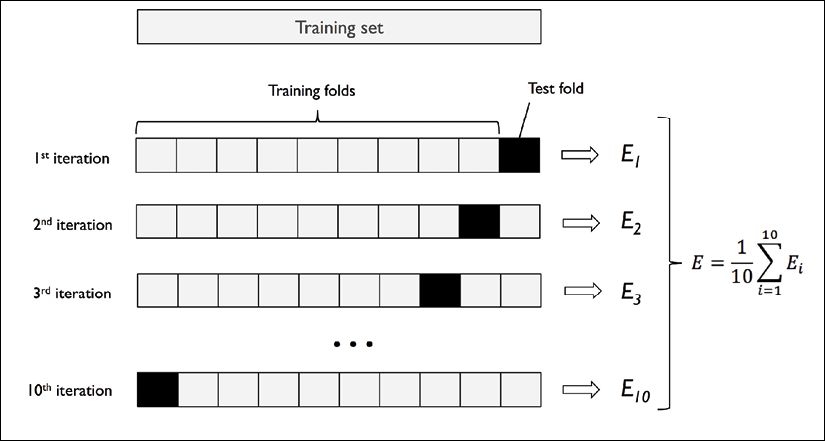 Training set
Training folds
Test fold
1st iteration
E1
2nd iteration
E2
3rd iteration
E3
E = 1/10 ∑ i=1 10 Ei
...
10th iteration
E10